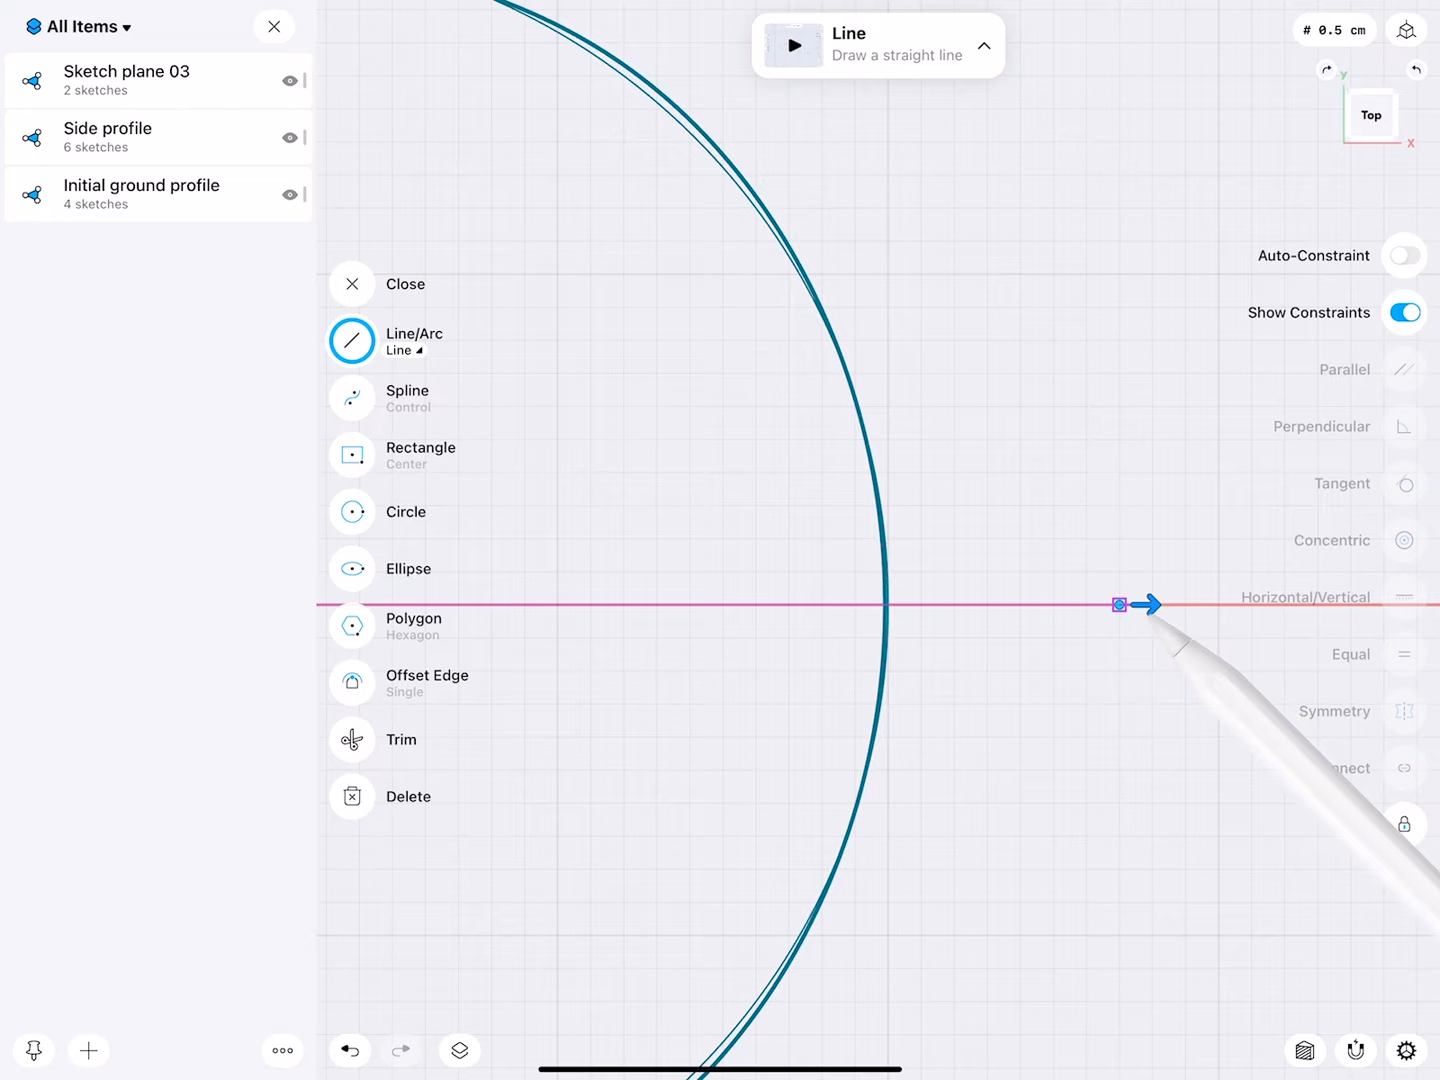 All Items
Sketch plane 03
2 sketches
Side profile
6 sketches
Initial ground profile
4 sketches
Line
Draw a straight line
# 0.5 cm
y
Top
X
Close
Line/Arc
Line
Spline
Control
Rectangle
Center
Circle
Ellipse
Polygon
Hexagon
Offset Edge
Single
Trim
Delete
Auto-Constraint
Show Constraints
Parallel
Perpendicular
Tangent
Concentric
Horizontal/Vertical
Equal
Symmetry
nnect